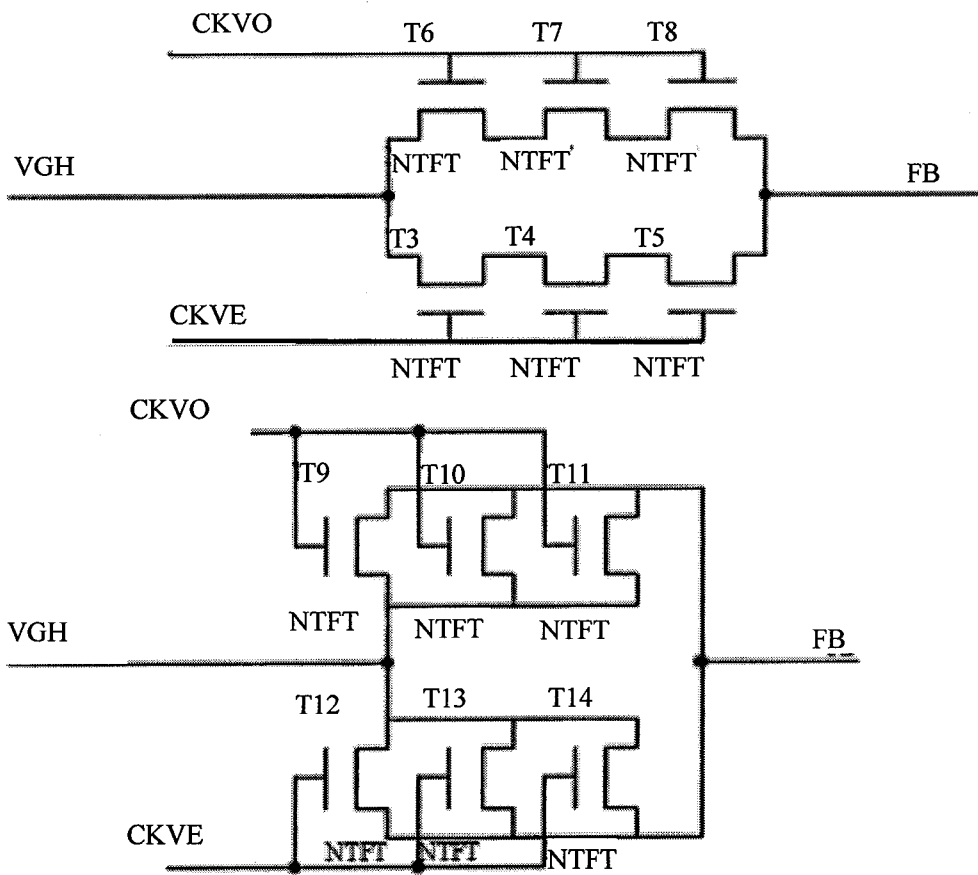 CKVO
T6 T7 T8
NTFT NTFT NTFT
VGH
FB
T3 T4 T5
CKVE
NTFT NTFT NTFT
CKVO
T9 T10 T11
NTFT NTFT NTFT
VGH
FB
T12 T13 T14
CKVE
NTFT NTFT NTFT